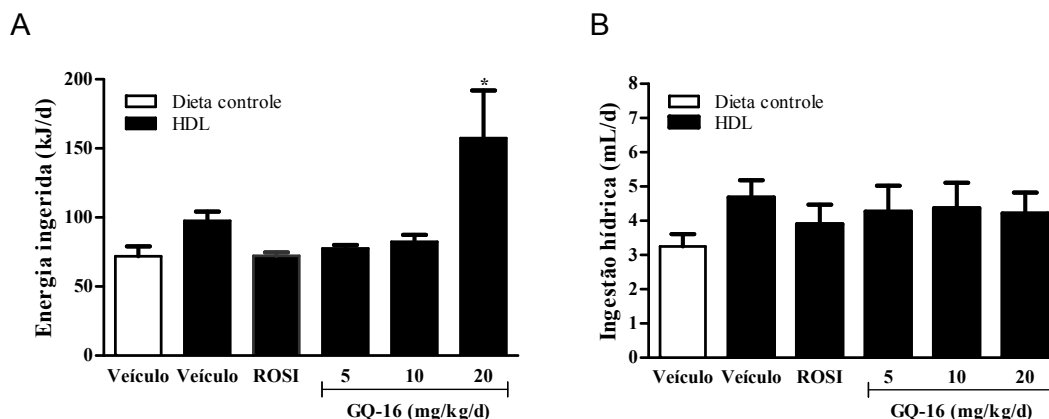 A
Energia ingerida (kJ/d)
200
150
100
50
0
Dieta controle
HDL
*
Veículo Veículo ROSI 5 10 20
GQ-16 (mg/kg/d)
B
Ingestão hídrica (mL/d)
8
7
6
5
4
3
2
1
0
Dieta controle
HDL
Veículo Veículo ROSI 5 10 20
GQ-16 (mg/kg/d)